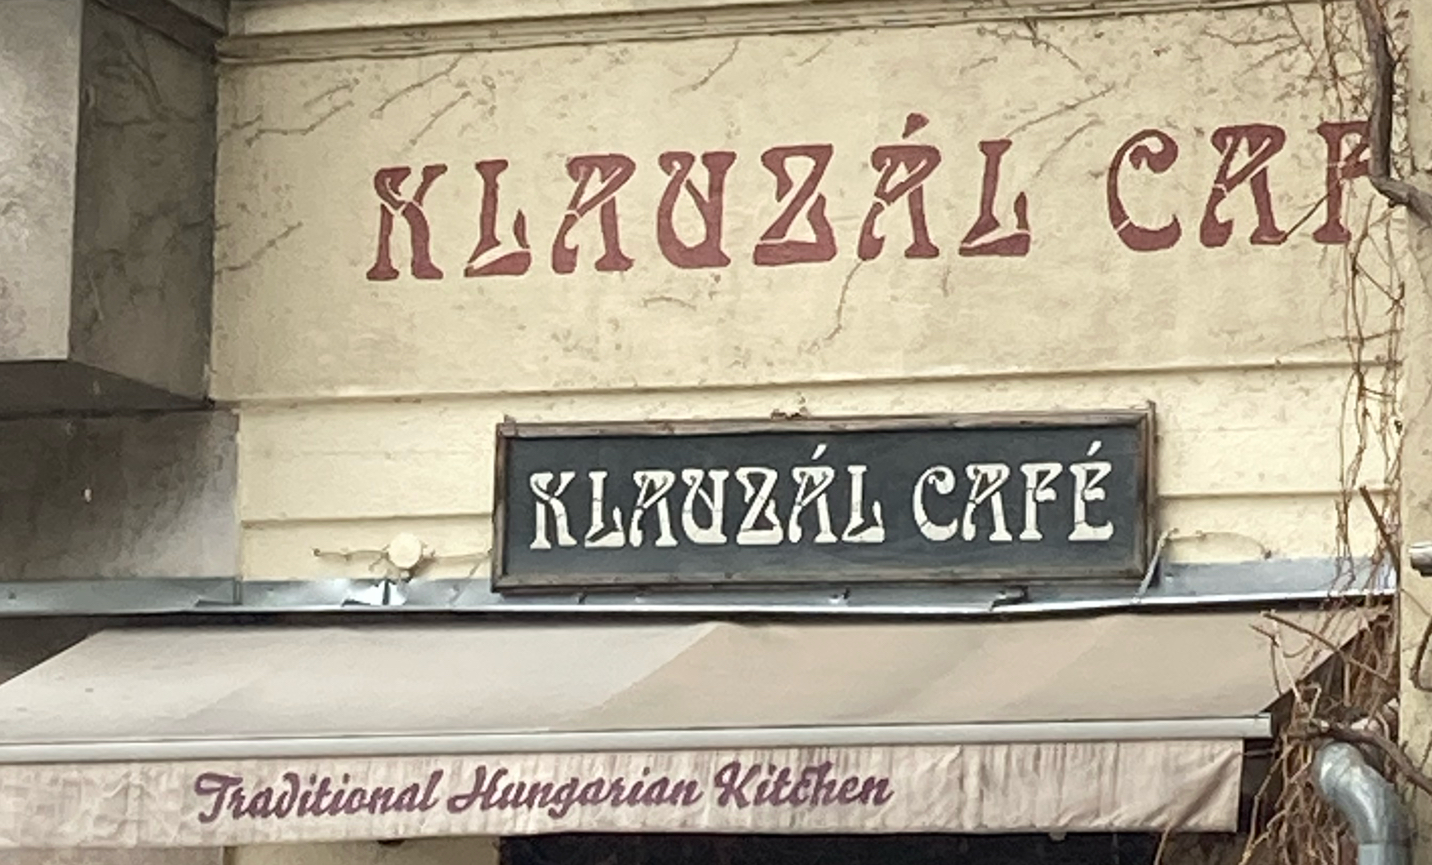 KLAUZÁL CAF
KLAUZÁL CAFÉ
Traditional Hungarian Kitchen